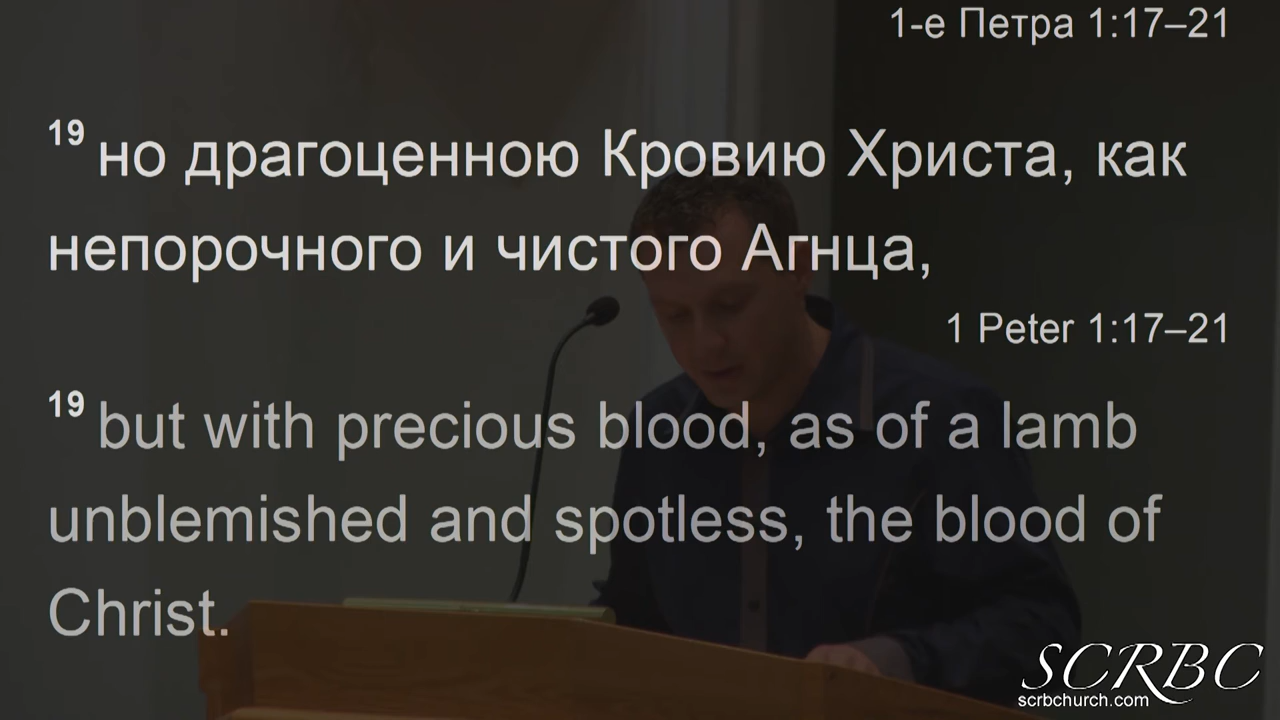 1-е Петра 1:17–21
19 но драгоценною Кровию Христа, как
непорочного и чистого Агнца,
1 Peter 1:17–21
19 but with precious blood, as of a lamb
unblemished and spotless, the blood of
Christ.
SCRBC
scrbchurch.com